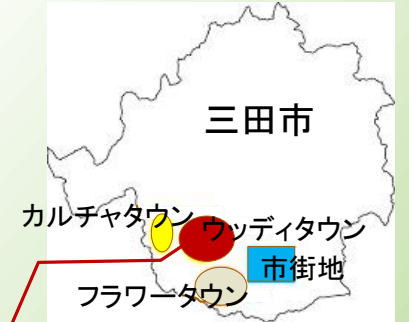 三田市
カルチャタウン
ウッディタウン
市街地
フラワータウン